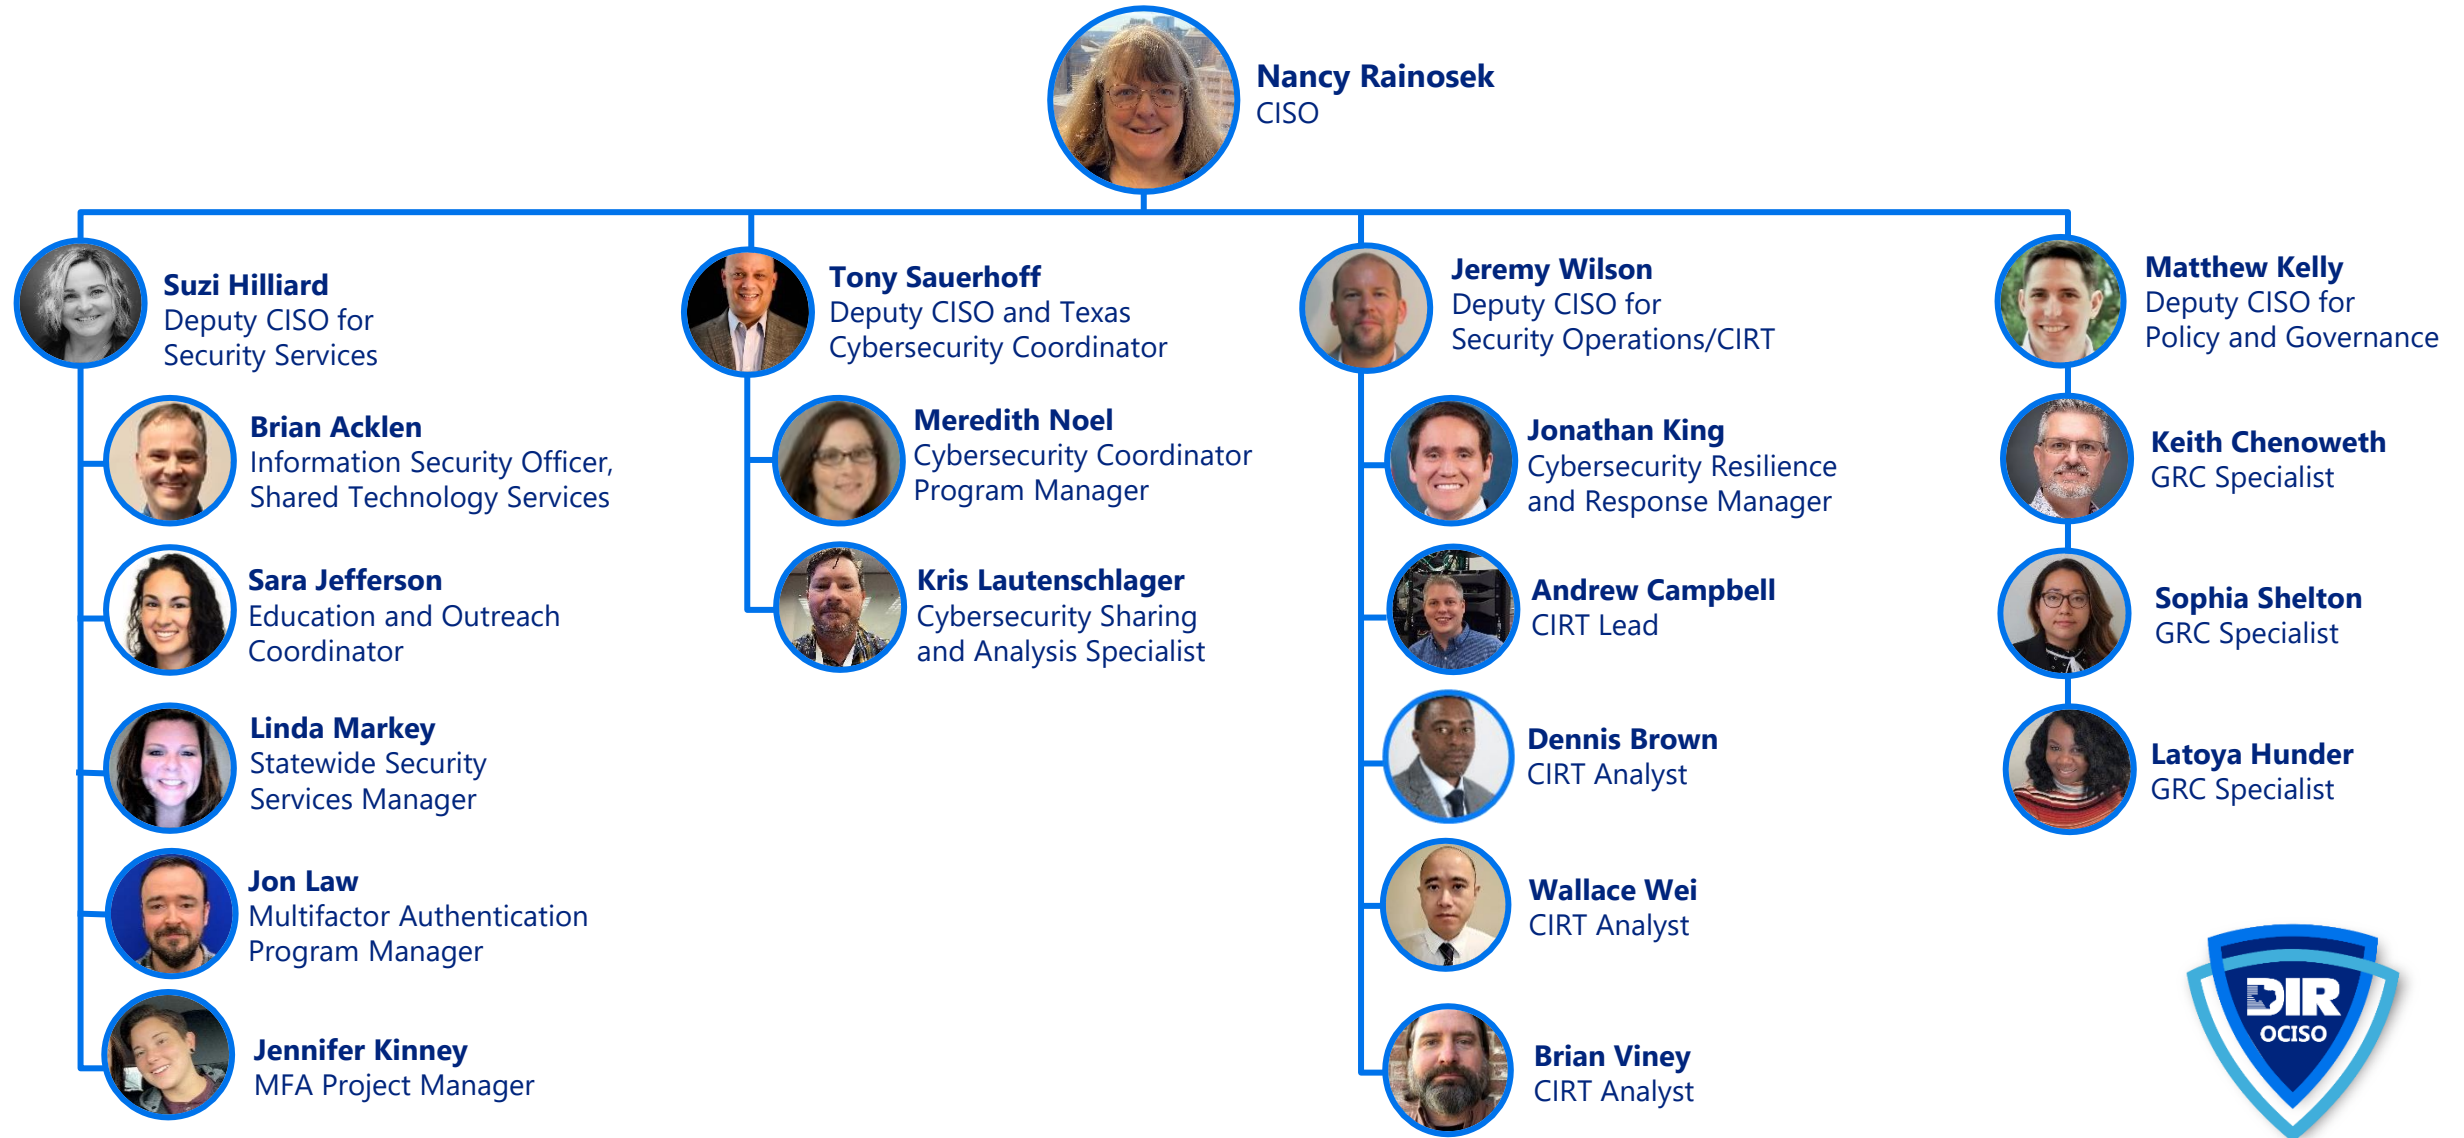 Nancy Rainosek
CISO
Suzi Hilliard
Deputy CISO for
Security Services
Brian Acklen
Information Security Officer,
Shared Technology Services
Sara Jefferson
Education and Outreach
Coordinator
Linda Markey
Statewide Security
Services Manager
Jon Law
Multifactor Authentication
Program Manager
Jennifer Kinney
MFA Project Manager
Tony Sauerhoff
Deputy CISO and Texas
Cybersecurity Coordinator
Meredith Noel
Cybersecurity Coordinator
Program Manager
Kris Lautenschlager
Cybersecurity Sharing
and Analysis Specialist
Jeremy Wilson
Deputy CISO for
Security Operations/CIRT
Jonathan King
Cybersecurity Resilience
and Response Manager
Andrew Campbell
CIRT Lead
Dennis Brown
CIRT Analyst
Wallace Wei
CIRT Analyst
Brian Viney
CIRT Analyst
Matthew Kelly
Deputy CISO for
Policy and Governance
Keith Chenoweth
GRC Specialist
Sophia Shelton
GRC Specialist
Latoya Hunder
GRC Specialist
DIR
OCISO